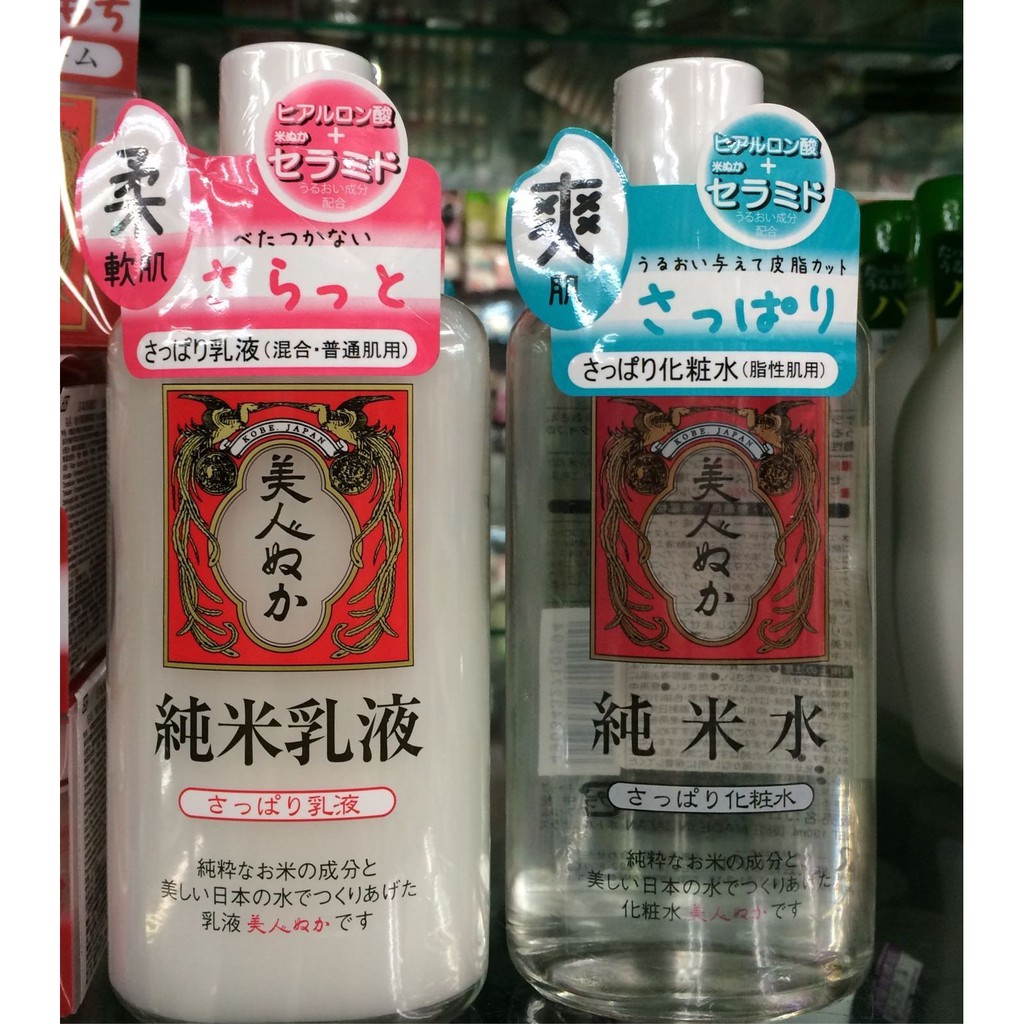 もち
ーム
ヒアルロン酸
+
米ぬか
セラミド
うるおい成分
配合
柔
軟肌
べたつかない
さらっと
さっぱり乳液(混合・普通肌用)
KOBE, JAPAN
美人ぬか
純米乳液
さっぱり乳液
純粋なお米の成分と
美しい日本の水でつくりあげた
乳液美人ぬかです
ヒアルロン酸
+
米ぬか
セラミド
うるおい成分
配合
爽
肌
うるおい与えて皮脂カット
さっぱり
さっぱり化粧水(脂性肌用)
KOBE, JAPAN
美人ぬか
純米水
さっぱり化粧水
純粋なお米の成分と
美しい日本の水でつくりあげた
化粧水美人ぬかです